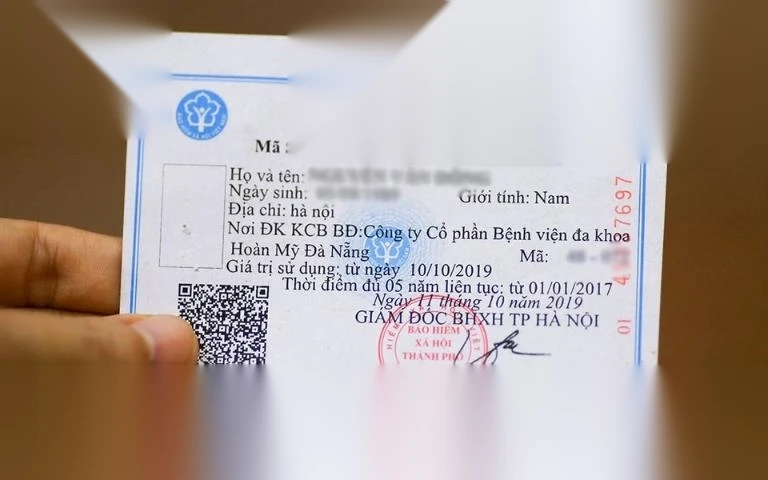 Mã
Họ và tên:
Ngày sinh:
Giới tính: Nam
Địa chỉ: hà nội
Nơi ĐK KCB BĐ:Công ty Cổ phần Bệnh viện đa khoa
Hoàn Mỹ Đà Nẵng
Mã:
Giá trị sử dụng: từ ngày 10/10/2019
Thời điểm đủ 05 năm liên tục: từ 01/01/2017
Ngày 11 tháng 10 năm 2019
GIÁM ĐỐC BHXH TP HÀ NỘI
BẢO HIỂM
XÃ HỘI
THÀNH PHỐ